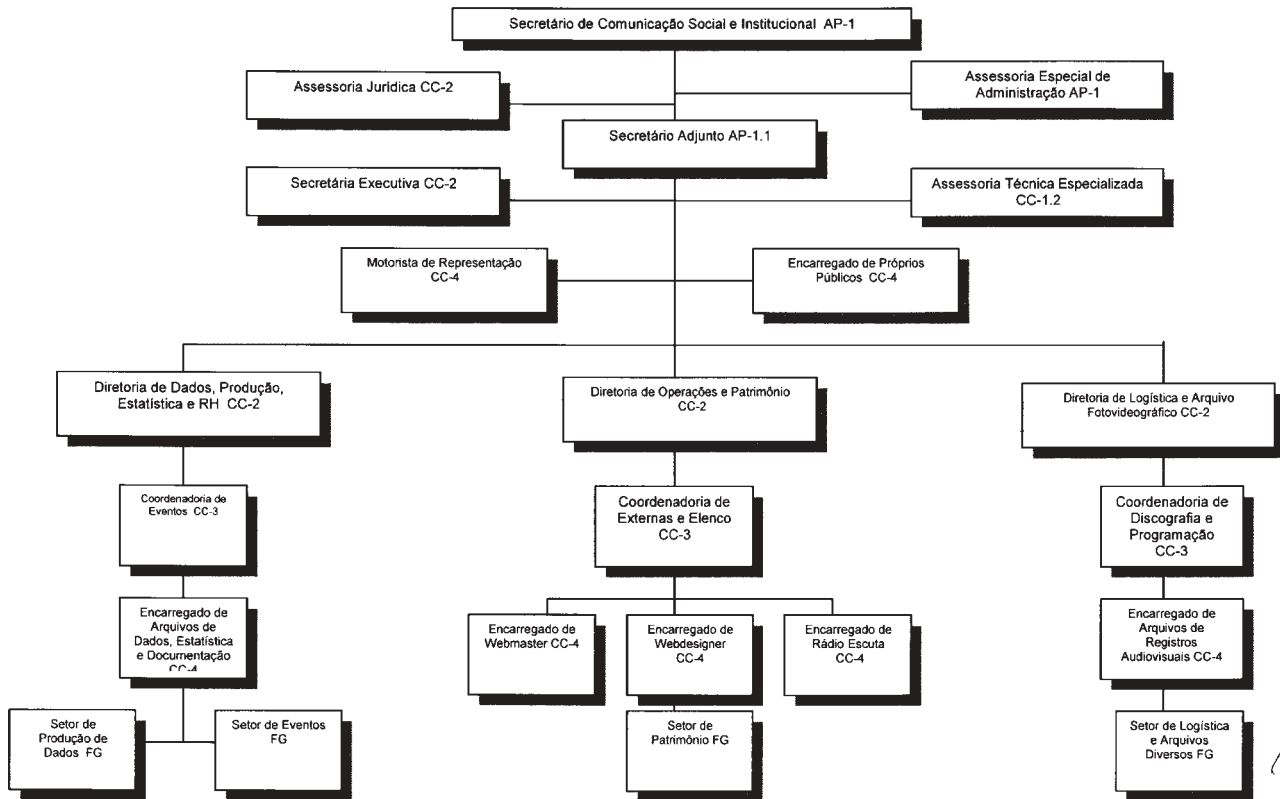 Secretário de Comunicação Social e Institucional AP-1
Assessoria Jurídica CC-2
Assessoria Especial de
Administração AP-1
Secretário Adjunto AP-1.1
Secretária Executiva CC-2
Assessoria Técnica Especializada
CC-1.2
Motorista de Representação
CC-4
Encarregado de Próprios
Públicos CC-4
Diretoria de Dados, Produção,
Estatística e RH CC-2
Diretoria de Operações e Patrimônio
CC-2
Diretoria de Logística e Arquivo
Fotovideográfico CC-2
Coordenadoria de
Eventos CC-3
Coordenadoria de
Externas e Elenco
CC-3
Coordenadoria de
Discografia e
Programação
CC-3
Encarregado de
Arquivos de
Dados, Estatística
e Documentação
CC-4
Encarregado de
Webmaster CC-4
Encarregado de
Webdesigner
CC-4
Encarregado de
Rádio Escuta
CC-4
Encarregado de
Arquivos de
Registros
Audiovisuais CC-4
Setor de
Produção de
Dados FG
Setor de Eventos
FG
Setor de
Patrimônio FG
Setor de Logística
e Arquivos
Diversos FG